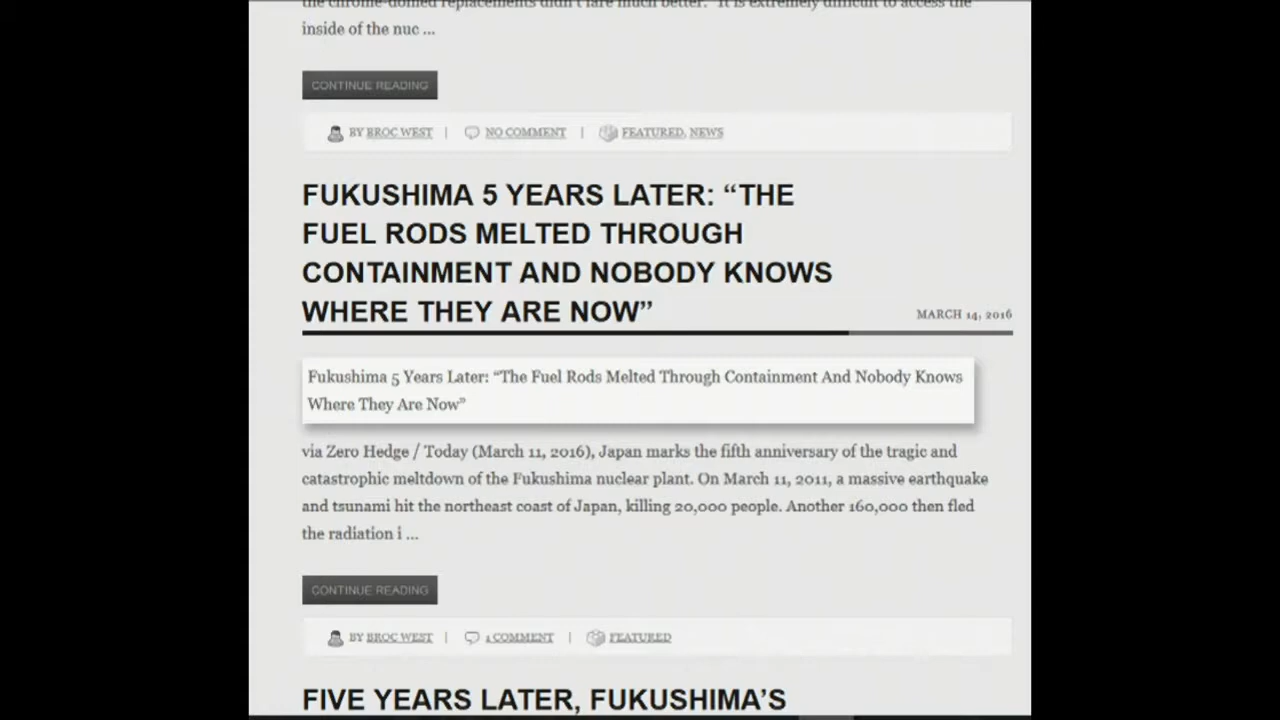 the chrome-domed replacements didn't fare much better. "It is extremely difficult to access the
inside of the nuc ...
CONTINUE READING
BY BROC WEST | NO COMMENT | FEATURED, NEWS
FUKUSHIMA 5 YEARS LATER: “THE
FUEL RODS MELTED THROUGH
CONTAINMENT AND NOBODY KNOWS
WHERE THEY ARE NOW”
MARCH 14, 2016
Fukushima 5 Years Later: “The Fuel Rods Melted Through Containment And Nobody Knows
Where They Are Now”
via Zero Hedge / Today (March 11, 2016), Japan marks the fifth anniversary of the tragic and
catastrophic meltdown of the Fukushima nuclear plant. On March 11, 2011, a massive earthquake
and tsunami hit the northeast coast of Japan, killing 20,000 people. Another 160,000 then fled
the radiation i ...
CONTINUE READING
BY BROC WEST | 1 COMMENT | FEATURED
FIVE YEARS LATER, FUKUSHIMA’S